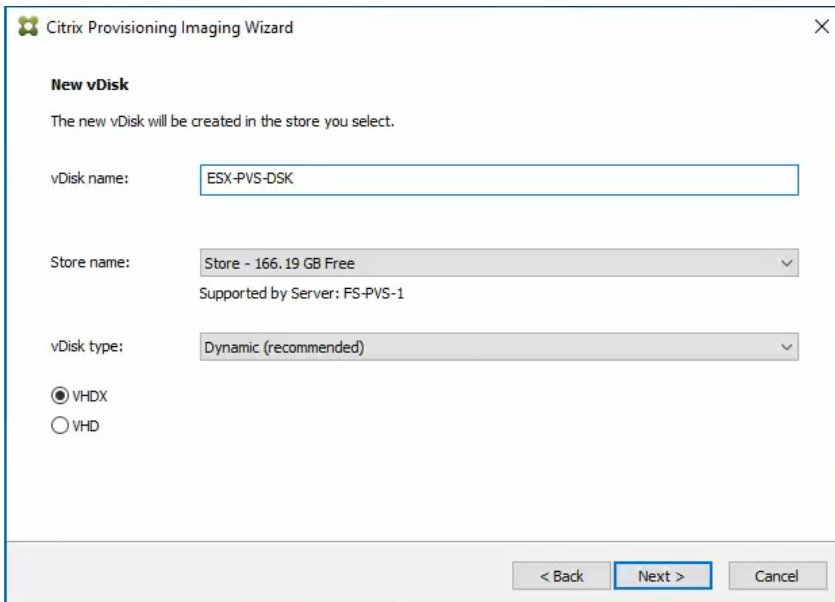 Citrix Provisioning Imaging Wizard
New vDisk
The new vDisk will be created in the store you select.
vDisk name: ESX-PVS-DSK
Store name: Store - 166.19 GB Free
Supported by Server: FS-PVS-1
vDisk type: Dynamic (recommended)
VHDX
VHD
< Back Next > Cancel